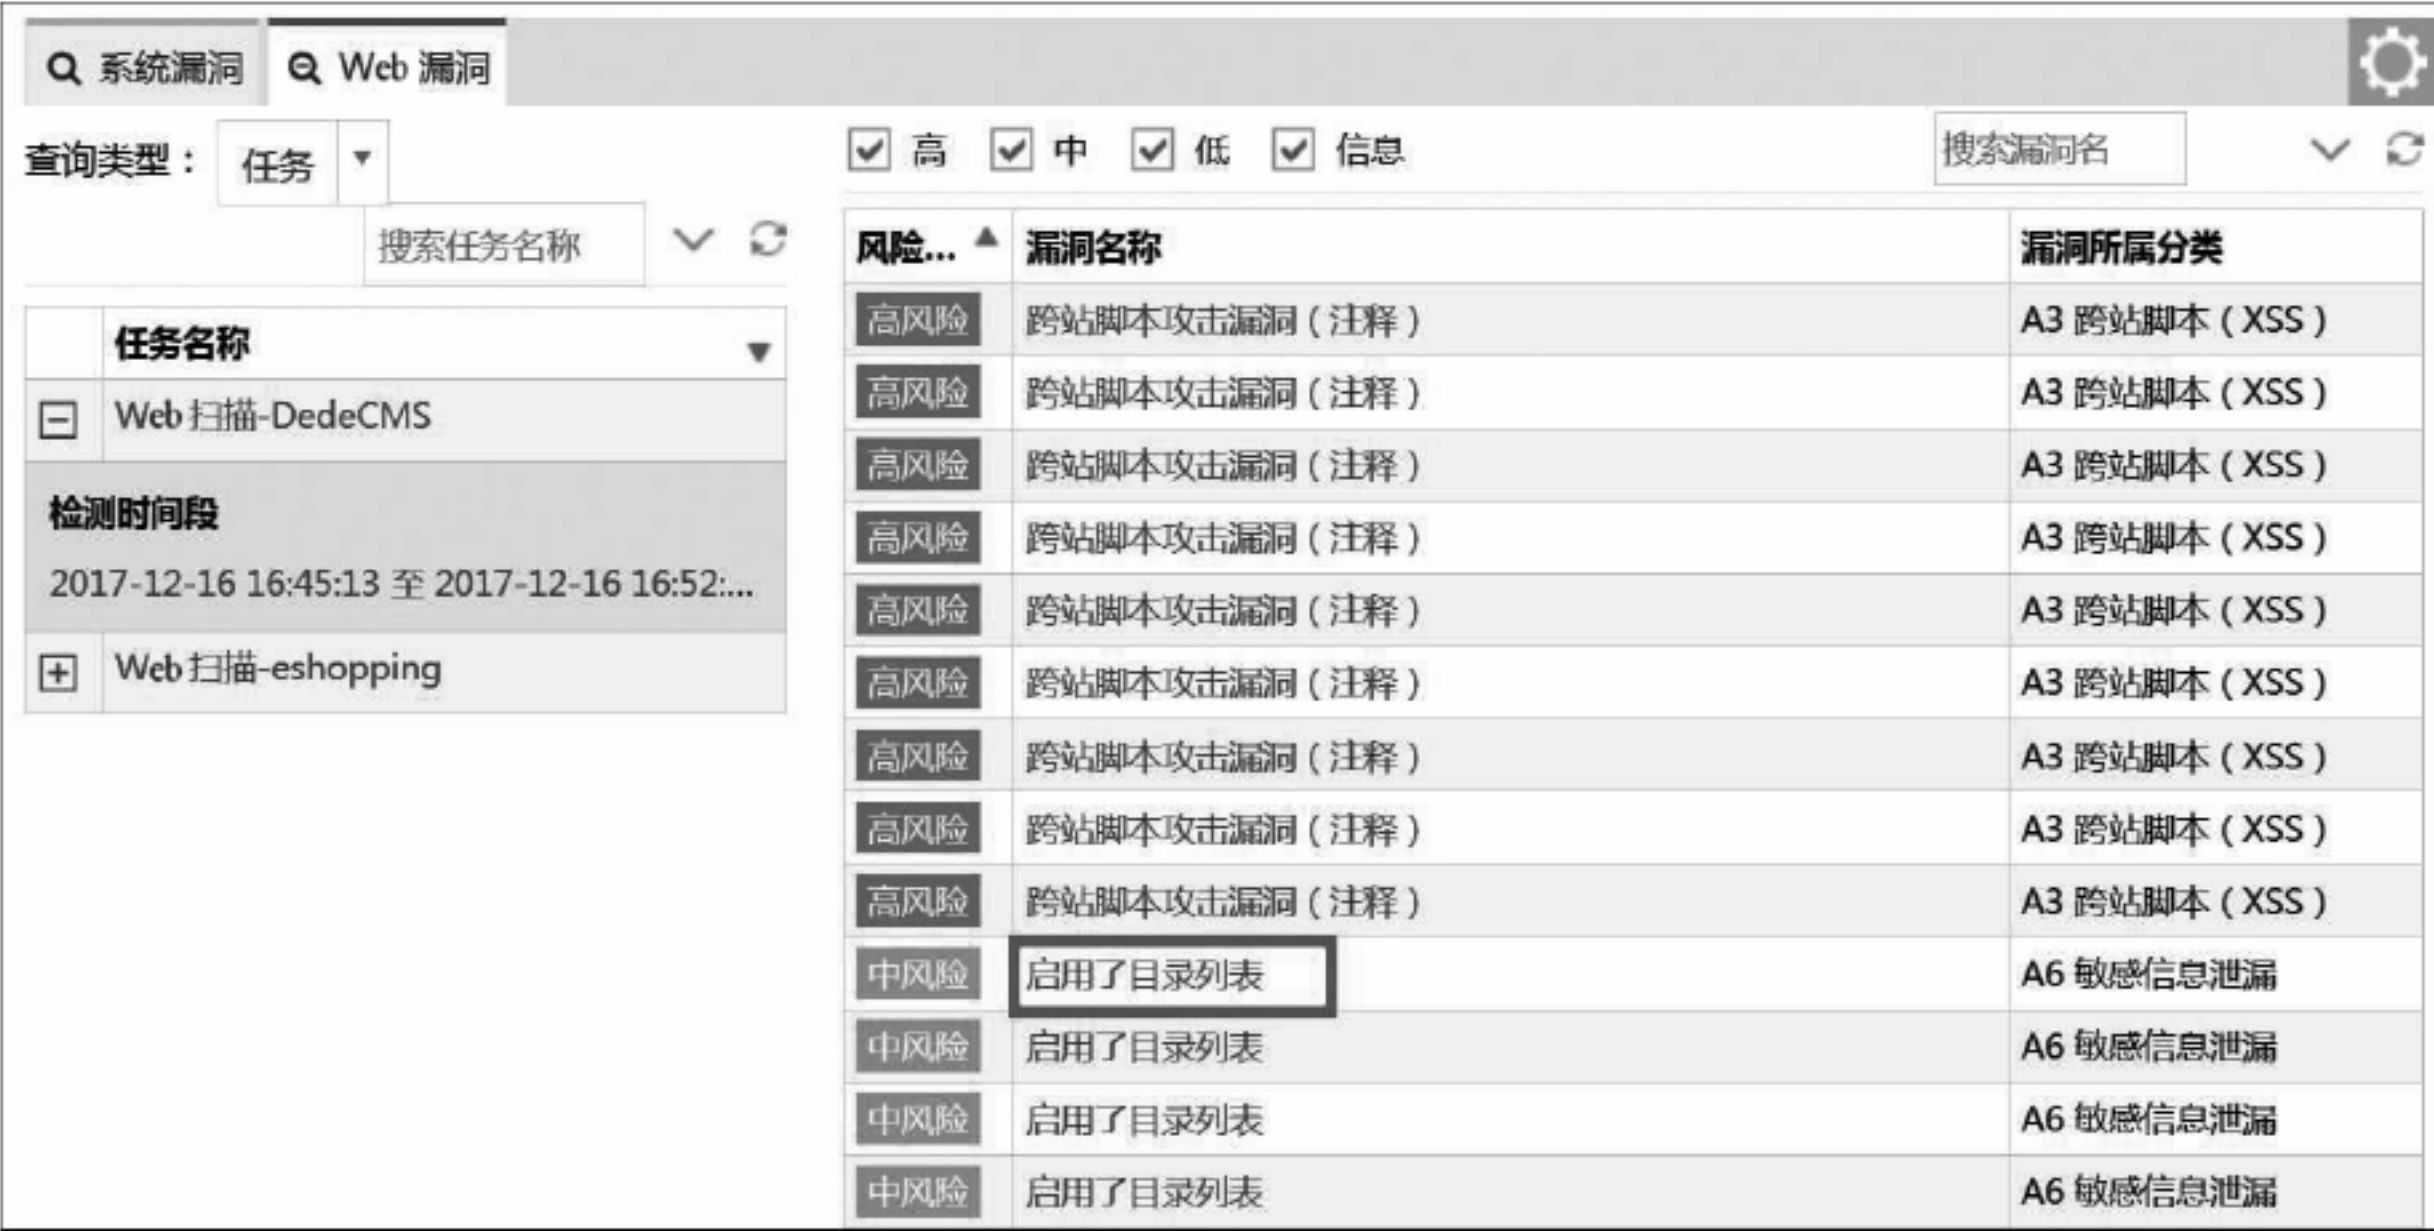 系统漏洞 Web 漏洞
查询类型： 任务
搜索任务名称
任务名称
Web 扫描-DedeCMS
检测时间段
2017-12-16 16:45:13 至 2017-12-16 16:52:...
Web 扫描-eshopping
高 中 低 信息 搜索漏洞名
风险... 漏洞名称 漏洞所属分类
高风险 跨站脚本攻击漏洞（注释） A3 跨站脚本（XSS）
高风险 跨站脚本攻击漏洞（注释） A3 跨站脚本（XSS）
高风险 跨站脚本攻击漏洞（注释） A3 跨站脚本（XSS）
高风险 跨站脚本攻击漏洞（注释） A3 跨站脚本（XSS）
高风险 跨站脚本攻击漏洞（注释） A3 跨站脚本（XSS）
高风险 跨站脚本攻击漏洞（注释） A3 跨站脚本（XSS）
高风险 跨站脚本攻击漏洞（注释） A3 跨站脚本（XSS）
高风险 跨站脚本攻击漏洞（注释） A3 跨站脚本（XSS）
高风险 跨站脚本攻击漏洞（注释） A3 跨站脚本（XSS）
中风险 启用了目录列表 A6 敏感信息泄漏
中风险 启用了目录列表 A6 敏感信息泄漏
中风险 启用了目录列表 A6 敏感信息泄漏
中风险 启用了目录列表 A6 敏感信息泄漏